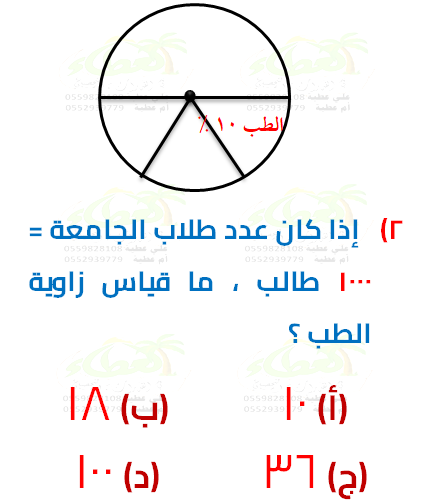 الطب ١٠ ٪
٢) إذا كان عدد طلاب الجامعة =
١٠٠٠ طالب ، ما قياس زاوية
الطب ؟
(أ) ١٠ (ب) ١٨
(ج) ٣٦ (د) ١٠٠